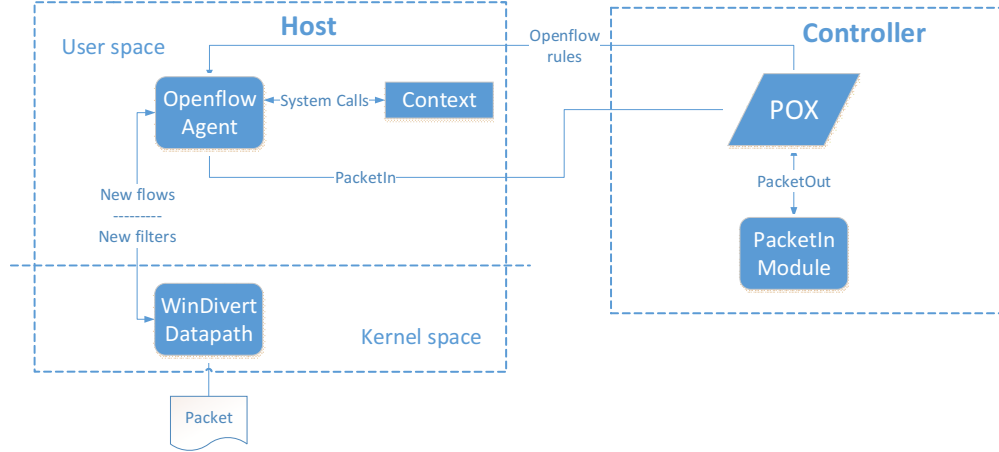 Host
Controller
User space
Openflow
rules
Openflow
Agent
System Calls
Context
POX
PacketIn
PacketOut
New flows
---------
New filters
PacketIn
Module
WinDivert
Datapath
Kernel space
Packet